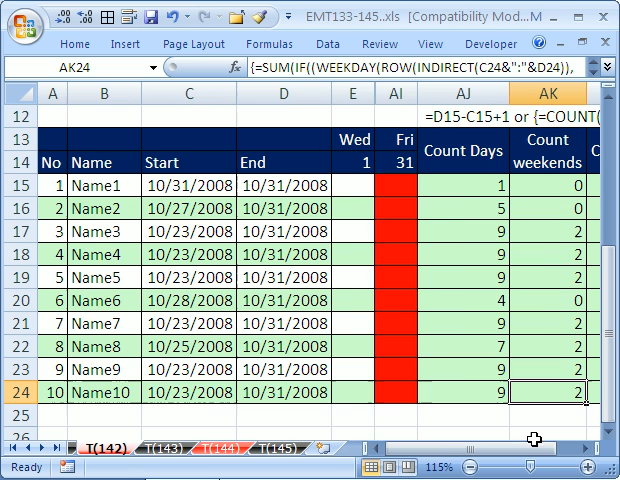 EMT133-145..xls [Compatibility Mod... M
Home Insert Page Layout Formulas Data Review View Developer
AK24 fx {=SUM(IF((WEEKDAY(ROW(INDIRECT(C24&":"&D24)),
A B C D E AI AJ AK
12 =D15-C15+1 or {=COUNT(
13 Wed Fri Count Days Count weekends
14 No Name Start End 1 31 C
15 1 Name1 10/31/2008 10/31/2008 1 0
16 2 Name2 10/27/2008 10/31/2008 5 0
17 3 Name3 10/23/2008 10/31/2008 9 2
18 4 Name4 10/23/2008 10/31/2008 9 2
19 5 Name5 10/23/2008 10/31/2008 9 2
20 6 Name6 10/28/2008 10/31/2008 4 0
21 7 Name7 10/23/2008 10/31/2008 9 2
22 8 Name8 10/25/2008 10/31/2008 7 2
23 9 Name9 10/23/2008 10/31/2008 9 2
24 10 Name10 10/23/2008 10/31/2008 9 2
25
26
T(142) T(143) T(144) T(145)
Ready 115%